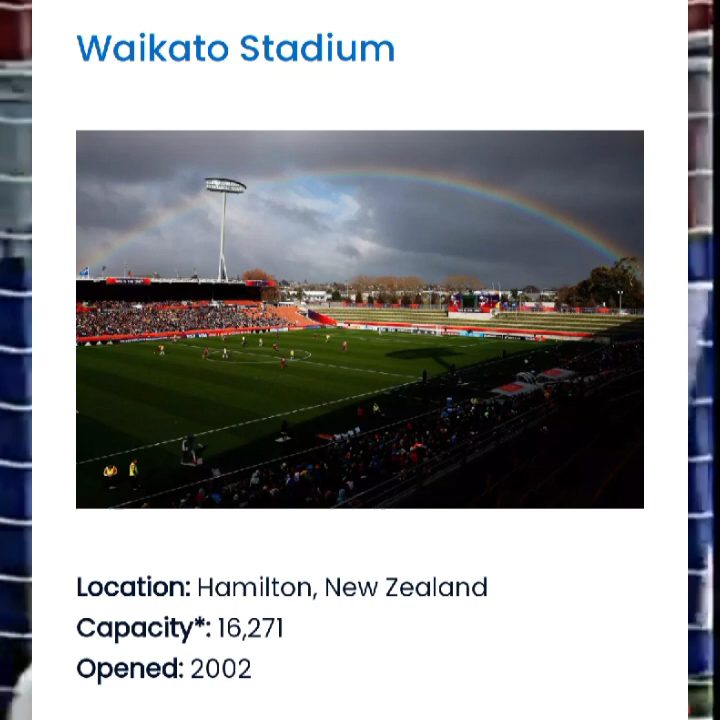 Waikato Stadium
Location: Hamilton, New Zealand
Capacity*: 16,271
Opened: 2002